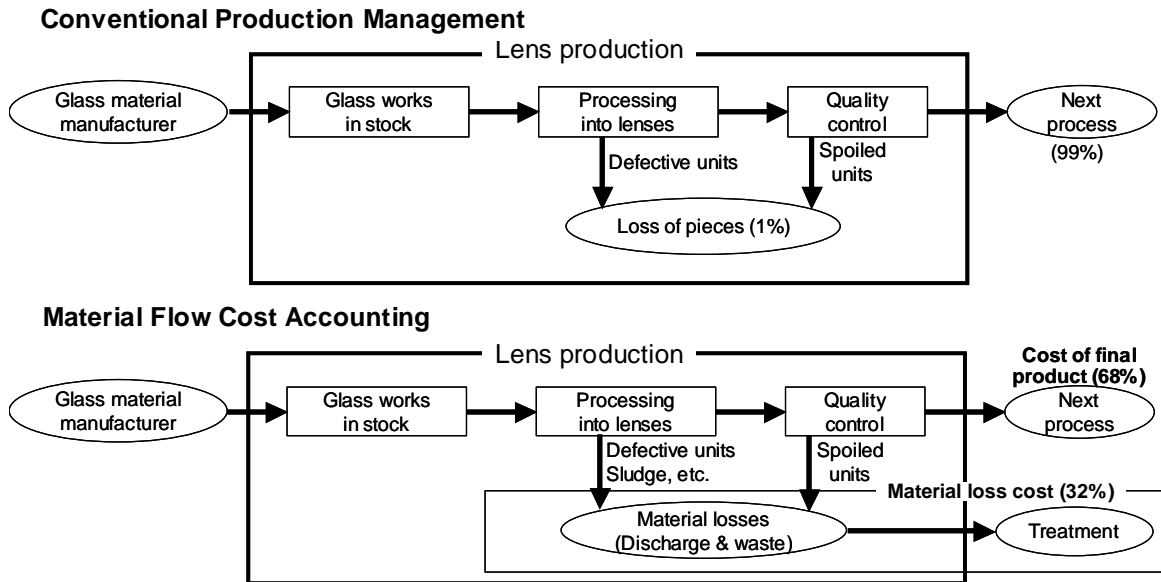 Conventional Production Management
Lens production
Glass material
manufacturer
Glass works
in stock
Processing
into lenses
Quality
control
Next
process
(99%)
Defective units
Spoiled
units
Loss of pieces (1%)
Material Flow Cost Accounting
Lens production
Cost of final
product (68%)
Glass material
manufacturer
Glass works
in stock
Processing
into lenses
Quality
control
Next
process
Defective units
Sludge, etc.
Spoiled
units
Material loss cost (32%)
Material losses
(Discharge & waste)
Treatment